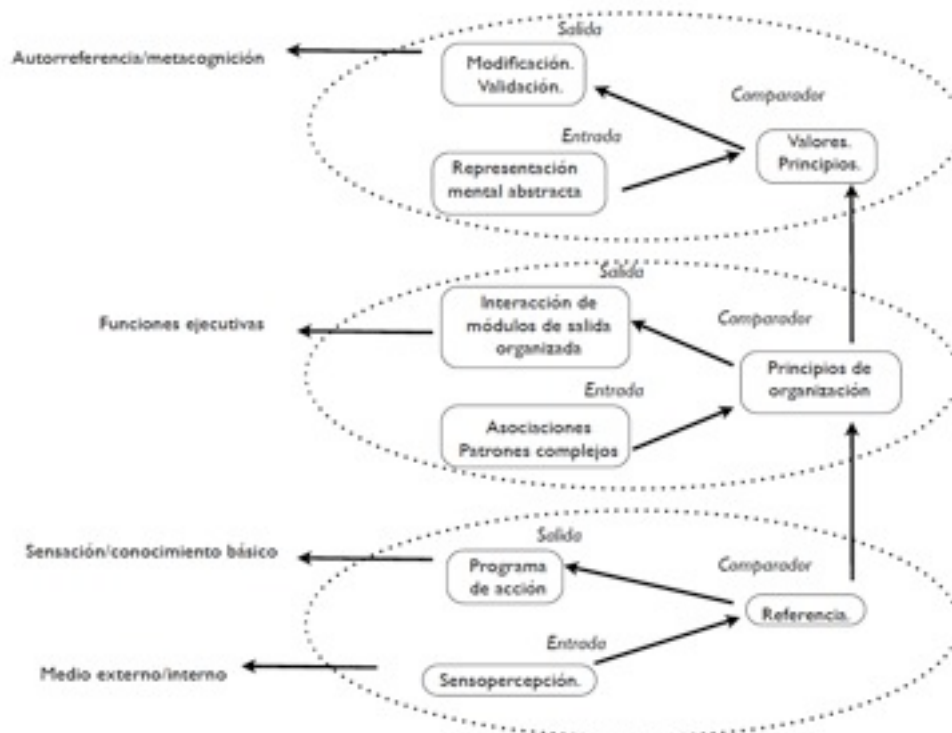 Salida
Autorreferencia/metacognición
Modificación.
Validación.
Comparador
Entrada
Valores.
Principios.
Representación
mental abstracta
Salida
Interacción de
módulos de salida
organizada
Funciones ejecutivas
Comparador
Principios de
organización
Entrada
Asociaciones
Patrones complejos
Salida
Sensación/conocimiento básico
Programa
de acción
Comparador
Referencia.
Entrada
Medio externo/interno
Sensopercepción.